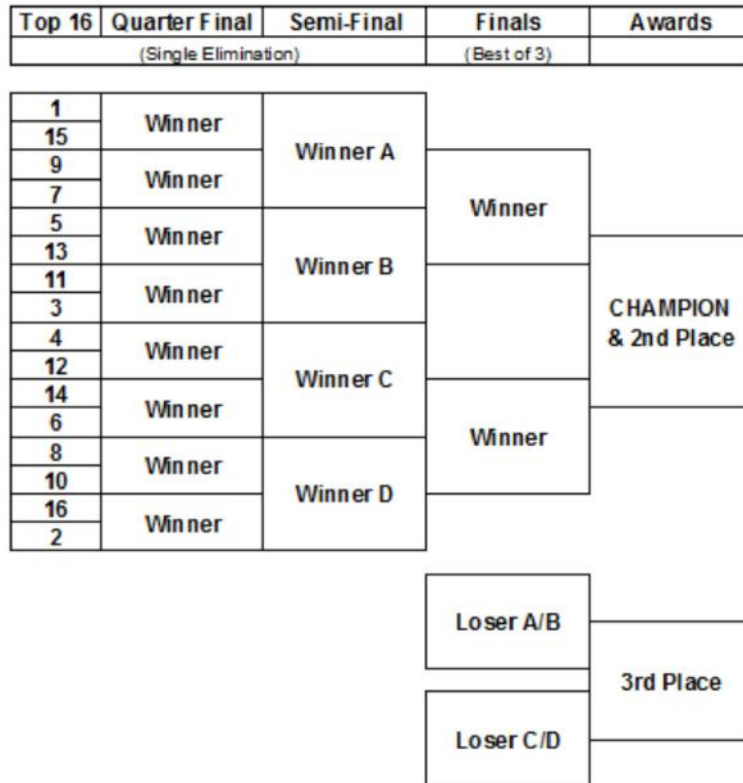 Top 16 Quarter Final Semi-Final Finals Awards
(Single Elimination) (Best of 3)
1
Winner
15
Winner A
9
Winner
7
Winner
5
Winner
13
Winner B
11
Winner
3
CHAMPION
& 2nd Place
4
Winner
12
Winner C
14
Winner
6
Winner
8
Winner
10
Winner D
16
Winner
2
Loser A/B
3rd Place
Loser C/D